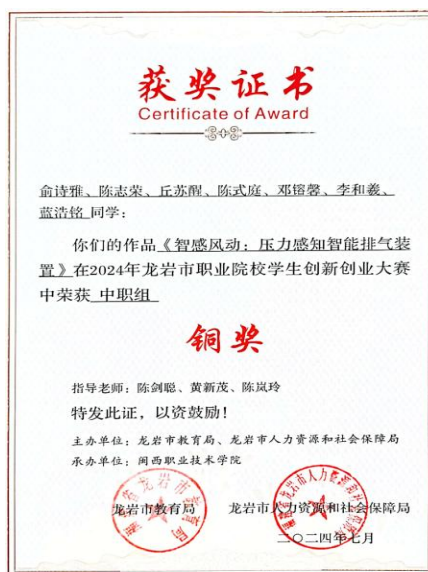 获奖证书
Certificate of Award
俞诗雅、陈志荣、丘苏醒、陈式庭、邓镕馨、李和羲、
蓝浩铭 同学：
你们的作品《智感风动：压力感知智能排气装
置》在2024年龙岩市职业院校学生创新创业大赛
中荣获 中职组
铜奖
指导老师：陈剑聪、黄新茂、陈岚玲
特发此证，以资鼓励！
主办单位：龙岩市教育局、龙岩市人力资源和社会保障局
承办单位：闽西职业技术学院
龙岩市教育局 龙岩市人力资源和社会保障局
二〇二四年七月